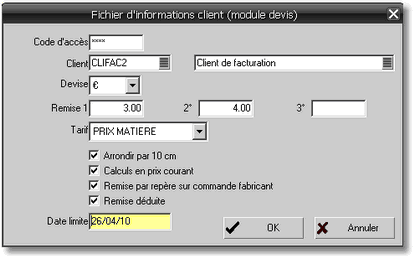 Fichier d'informations client (module devis)
Code d'accès ****
Client CLIFAC2 Client de facturation
Devise €
Remise 1 3.00 2° 4.00 3°
Tarif PRIX MATIERE
Arrondir par 10 cm
Calculs en prix courant
Remise par repère sur commande fabricant
Remise déduite
Date limite 26/04/10 OK Annuler